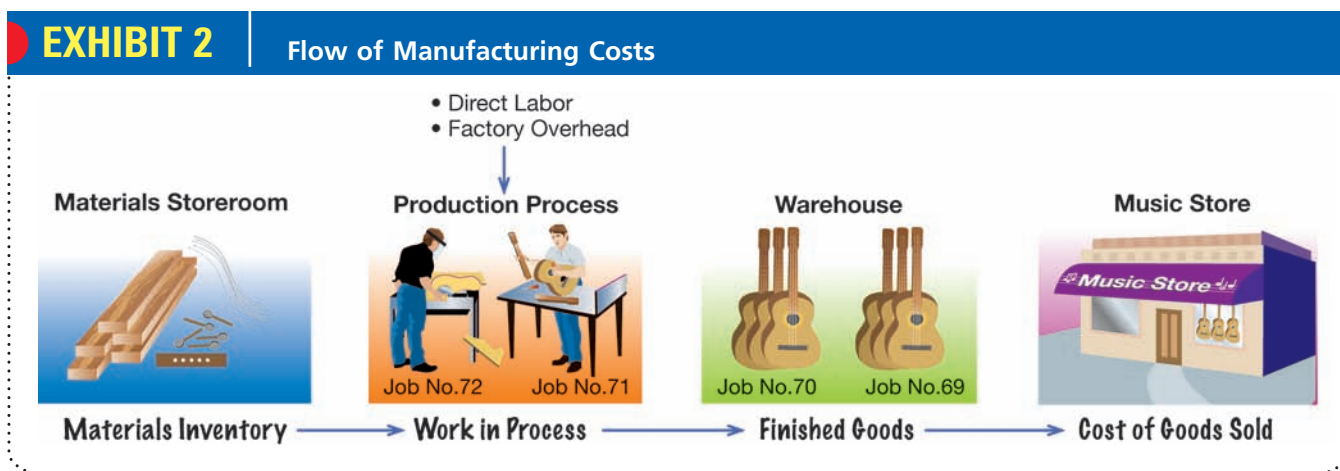 EXHIBIT 2
Flow of Manufacturing Costs
• Direct Labor
• Factory Overhead
Materials Storeroom
Production Process
Warehouse
Music Store
Music Store
Job No.72
Job No.71
Job No.70
Job No.69
Materials Inventory
Work in Process
Finished Goods
Cost of Goods Sold